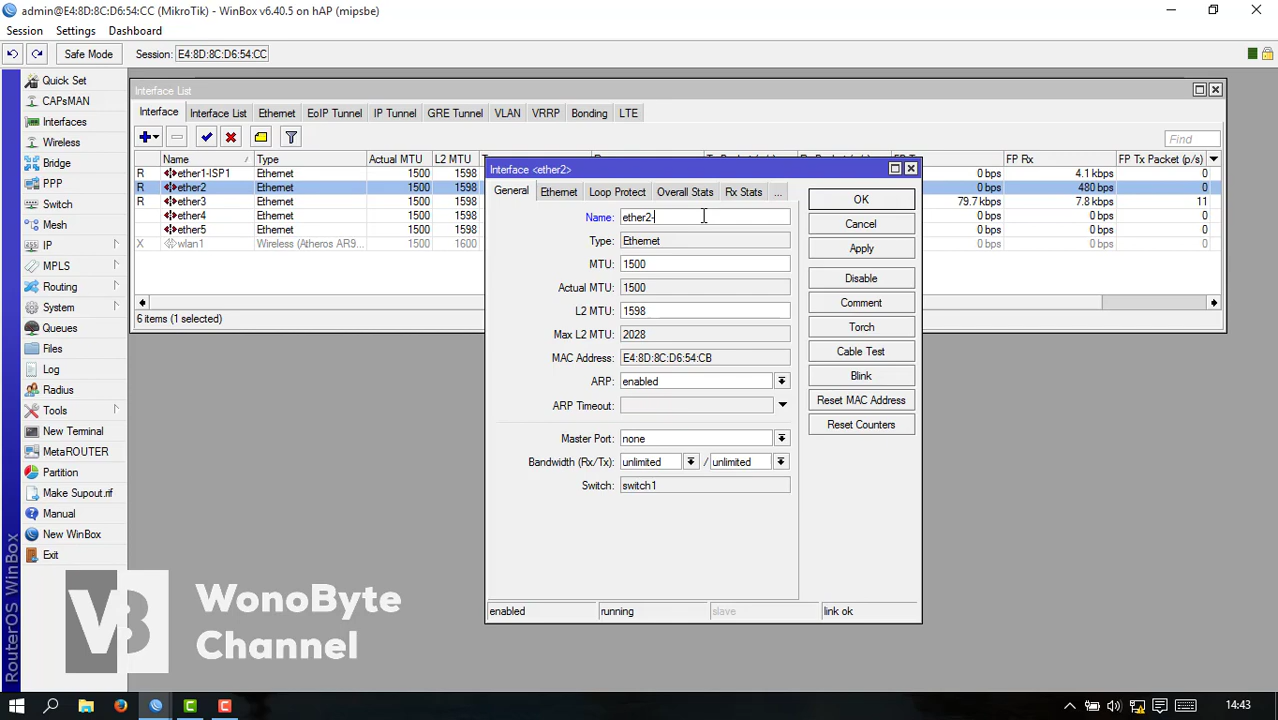 admin@E4:8D:8C:D6:54:CC (MikroTik) - WinBox v6.40.5 on hAP (mipsbe)
Session Settings Dashboard
Safe Mode Session: E4:8D:8C:D6:54:CC
Quick Set
CAPsMAN
Interfaces
Wireless
Bridge
PPP
Switch
Mesh
IP
MPLS
Routing
System
Queues
Files
Log
Radius
Tools
New Terminal
MetaROUTER
Partition
Make Supout.rif
Manual
New WinBox
Exit
RouterOS WinBox
Interface List
Interface Interface List Ethernet EoIP Tunnel IP Tunnel GRE Tunnel VLAN VRRP Bonding LTE
Find
Name Type Actual MTU L2 MTU FP Rx FP Tx Packet (p/s)
R ether1-ISP1 Ethernet 1500 1598 0 bps 4.1 kbps 0
R ether2 Ethernet 1500 1598 0 bps 480 bps 0
R ether3 Ethernet 1500 1598 79.7 kbps 7.8 kbps 11
ether4 Ethernet 1500 1598 0 bps 0 bps 0
ether5 Ethernet 1500 1598 0 bps 0 bps 0
X wlan1 Wireless (Atheros AR9... 1500 1600 0 bps 0 bps 0
6 items (1 selected)
Interface <ether2>
General Ethernet Loop Protect Overall Stats Rx Stats ...
Name: ether2-
Type: Ethernet
MTU: 1500
Actual MTU: 1500
L2 MTU: 1598
Max L2 MTU: 2028
MAC Address: E4:8D:8C:D6:54:CB
ARP: enabled
ARP Timeout:
Master Port: none
Bandwidth (Rx/Tx): unlimited / unlimited
Switch: switch1
OK
Cancel
Apply
Disable
Comment
Torch
Cable Test
Blink
Reset MAC Address
Reset Counters
enabled running slave link ok
WonoByte
Channel
14:43